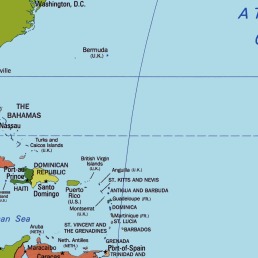 Washington, D.C.
A T
Bermuda
(U.K.)
ville
THE
BAHAMAS
Nassau
Turks and
Caicos Islands
(U.K.)
Port-au-
Prince
HAITI
DOMINICAN
REPUBLIC
Santo
Domingo
British Virgin
Islands
(U.K.)
Puerto
Rico
(U.S.)
Anguilla (U.K.)
ST. KITTS AND NEVIS
ANTIGUA AND BARBUDA
Montserrat
(U.K.)
Guadeloupe (FR.)
DOMINICA
Martinique (FR.)
ST. LUCIA
BARBADOS
ST. VINCENT AND
THE GRENADINES
an Sea
Aruba
(NETH.)
Neth. Antilles
(NETH.)
GRENADA
Port-of-Spain
TRINIDAD AND
Maracaibo
Caracas